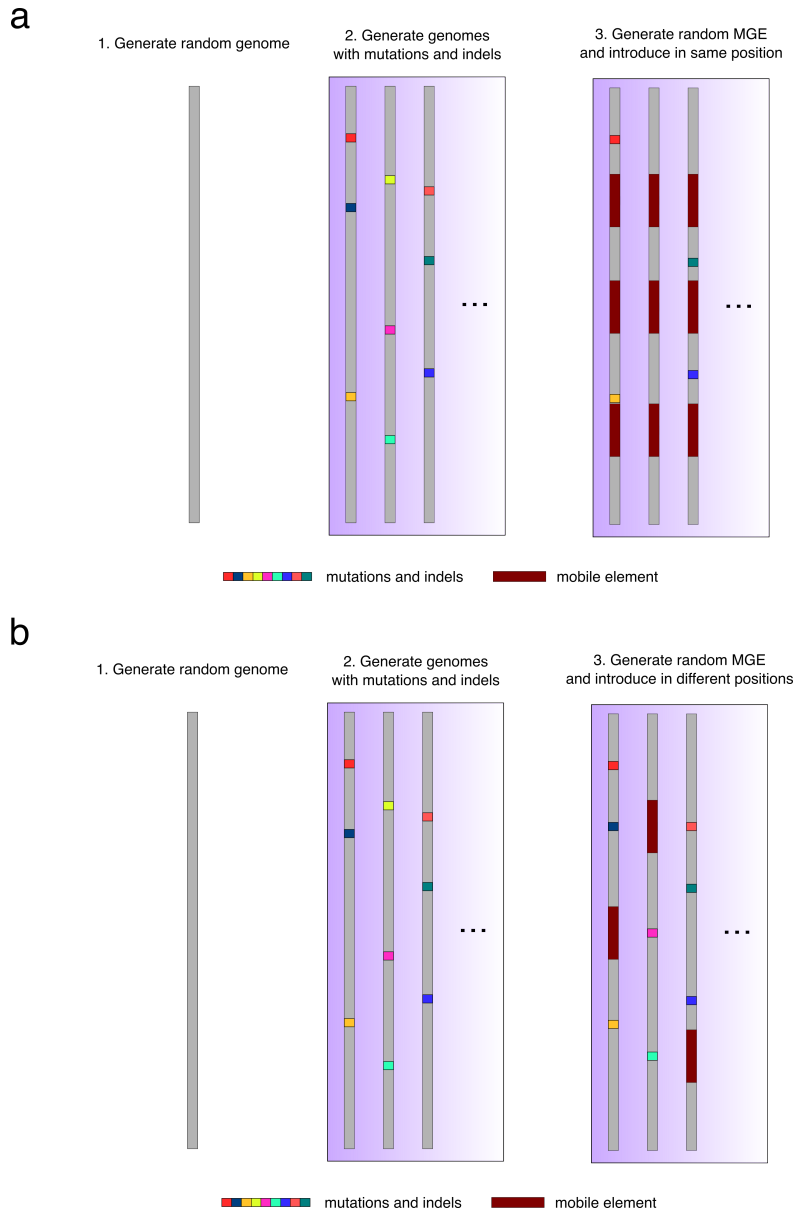 a
1. Generate random genome
2. Generate genomes
with mutations and indels
3. Generate random MGE
and introduce in same position
...
...
mutations and indels
mobile element
b
1. Generate random genome
2. Generate genomes
with mutations and indels
3. Generate random MGE
and introduce in different positions
...
...
mutations and indels
mobile element